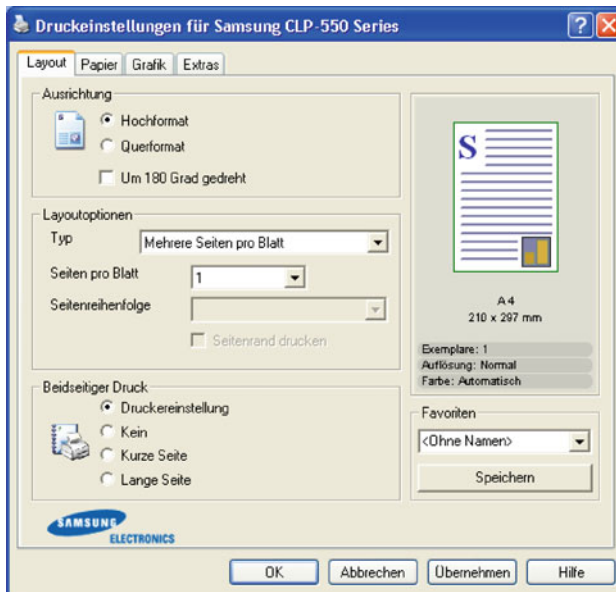 Druckeinstellungen für Samsung CLP-550 Series
Layout Papier Grafik Extras
Ausrichtung
Hochformat
Querformat
Um 180 Grad gedreht
Layoutoptionen
Typ Mehrere Seiten pro Blatt
Seiten pro Blatt 1
Seitenreihenfolge
Seitenrand drucken
Beidseitiger Druck
Druckereinstellung
Kein
Kurze Seite
Lange Seite
SAMSUNG
ELECTRONICS
S
A4
210 x 297 mm
Exemplare: 1
Auflösung: Normal
Farbe: Automatisch
Favoriten
<Ohne Namen>
Speichern
OK Abbrechen Übernehmen Hilfe